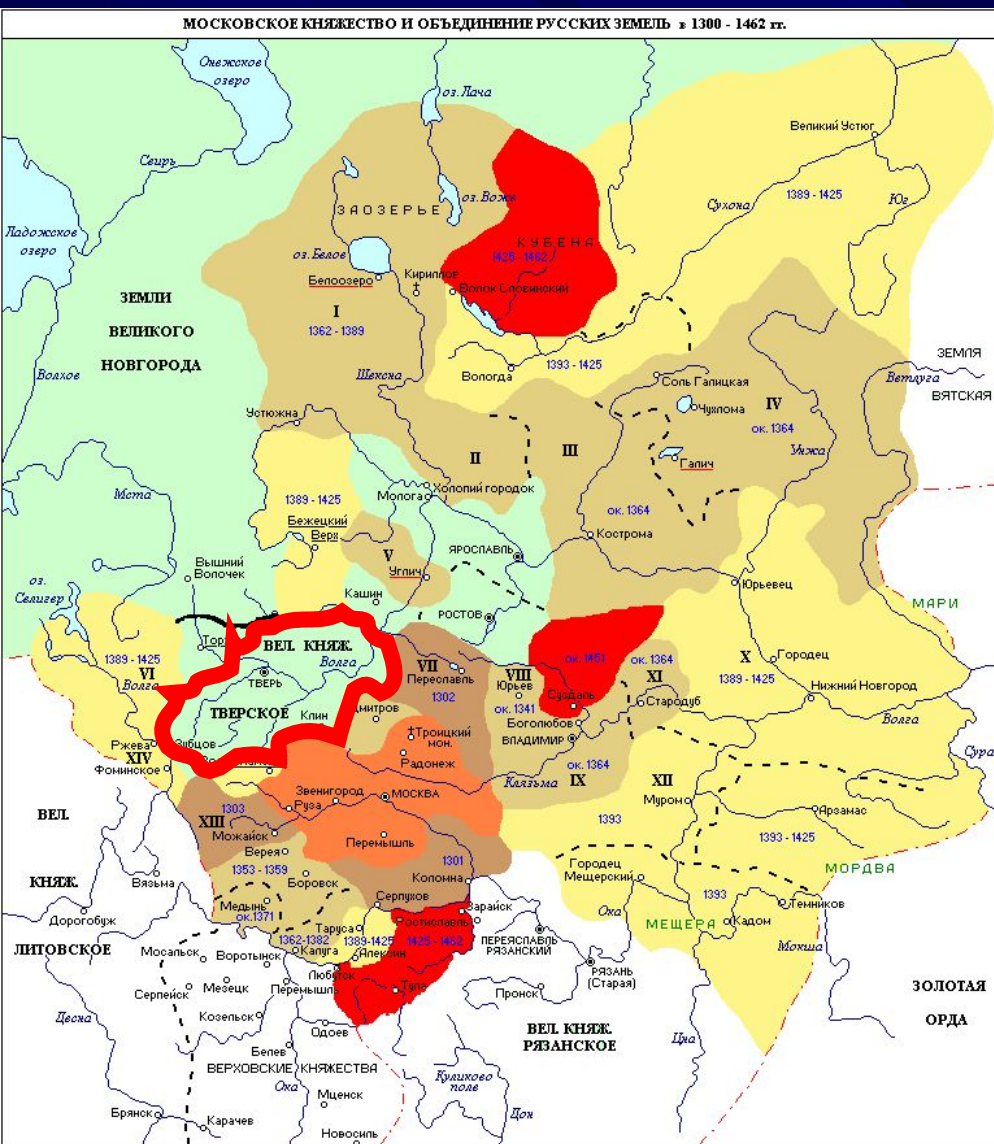 МОСКОВСКОЕ КНЯЖЕСТВО И ОБЪЕДИНЕНИЕ РУССКИХ ЗЕМЕЛЬ в 1300 - 1462 гг.
Онежское
озеро
оз. Лача
Великий Устюг
Свирь
оз. Воже
Сухона
1389 - 1425
Юг
ЗАОЗЕРЬЕ
Ладожское
озеро
КУБЕНА
1425 - 1462
оз. Белое
Белоозеро
Кириллов
Волок Словинский
ЗЕМЛИ
ВЕЛИКОГО
НОВГОРОДА
I
1362 - 1389
Волхов
Шексна
Вологда
1393 - 1425
ЗЕМЛЯ
ВЯТСКАЯ
Ветлуга
Соль Галицкая
Чухлома
IV
ок. 1364
Унжа
Галич
Устюжна
II
III
Мста
1389 - 1425
Молога
Холопий городок
ок. 1364
Кострома
Бежецкий
Верх
V
Углич
ЯРОСЛАВЛЬ
Вышний
Волочек
оз.
Селигер
Кашин
РОСТОВ
Юрьевец
МАРИ
Тор
ВЕЛ. КНЯЖ.
Волга
ТВЕРЬ
ТВЕРСКОЕ
Клин
1389 - 1425
VI
Волга
VII
Переславль
1302
VIII
Юрьев
ок. 1341
ок. 1451
Суздаль
ок. 1364
XI
Стародуб
X
1389 - 1425
Городец
Нижний Новгород
Волга
Боголюбов
ВЛАДИМИР
Ржева
Зубцов
XIV
Фоминское
митров
Троицкий
мон.
Радонеж
Клязьма
ок. 1364
IX
XII
Сура
Звенигород
Руза
МОСКВА
Муром
Арзамас
ВЕЛ.
КНЯЖ.
ЛИТОВСКОЕ
1303
XIII
Можайск
Перемышль
1393
1393 - 1425
Верея
1353 - 1359
Боровск
1301
Коломна
Городец
Мещерский
МОРДВА
Вязьма
Медынь
ок.1371
Серпухов
1393
Дорогобуж
Таруса
Ростиславль
Зарайск
Ока
МЕЩЕРА
Кадом
Темников
1362-1382
1389-1425
1425 - 1462
Мокша
Мосальск
Воротынск
Калуга
Алексин
ПЕРЕЯСЛАВЛЬ
РЯЗАНСКИЙ
РЯЗАНЬ
(Старая)
Любутск
Серпейск
Мезецк
Перемышль
Тула
Пронск
ЗОЛОТАЯ
ОРДА
Десна
Козельск
Одоев
ВЕЛ. КНЯЖ.
РЯЗАНСКОЕ
Цна
Белев
ВЕРХОВСКИЕ КНЯЖЕСТВА
Ока
Куликово
поле
Мценск
Дон
Брянск
Карачев
Новосиль